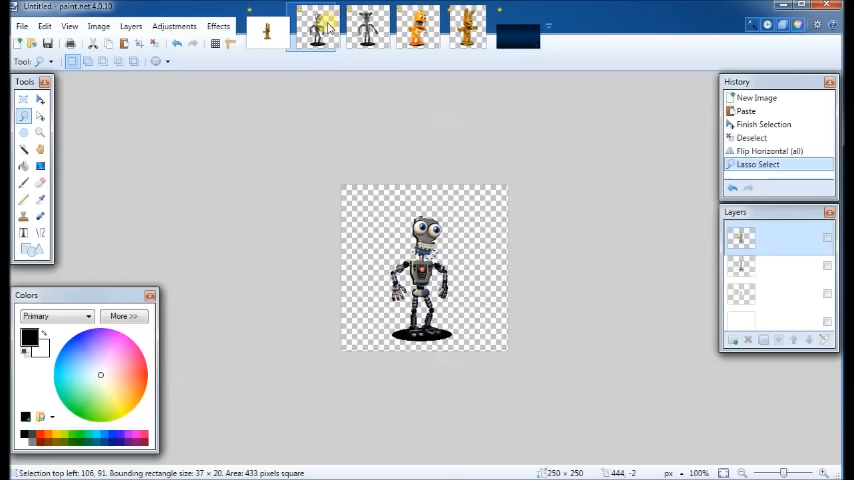 Untitled - paint.net 4.0.10
File Edit View Image Layers Adjustments Effects
Tool:
Tools
History
New Image
Paste
Finish Selection
Deselect
Flip Horizontal (all)
Lasso Select
Layers
Colors
Primary
More >>
Selection top left: 106, 91. Bounding rectangle size: 37 × 20. Area: 433 pixels square
250 × 250
444, -2
px
100%